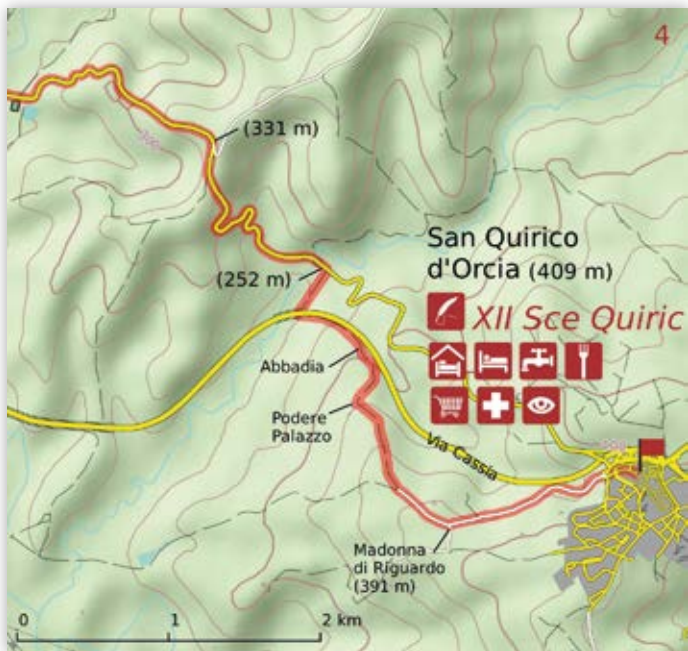 4
(331 m)
300
San Quirico
d'Orcia (409 m)
(252 m)
XII Sce Quiric
Abbadia
Podere
Palazzo
Via Cassia
Madonna
di Riguardo
(391 m)
0 1 2 km